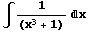 ∫ 1/(x³ + 1) ⅆx